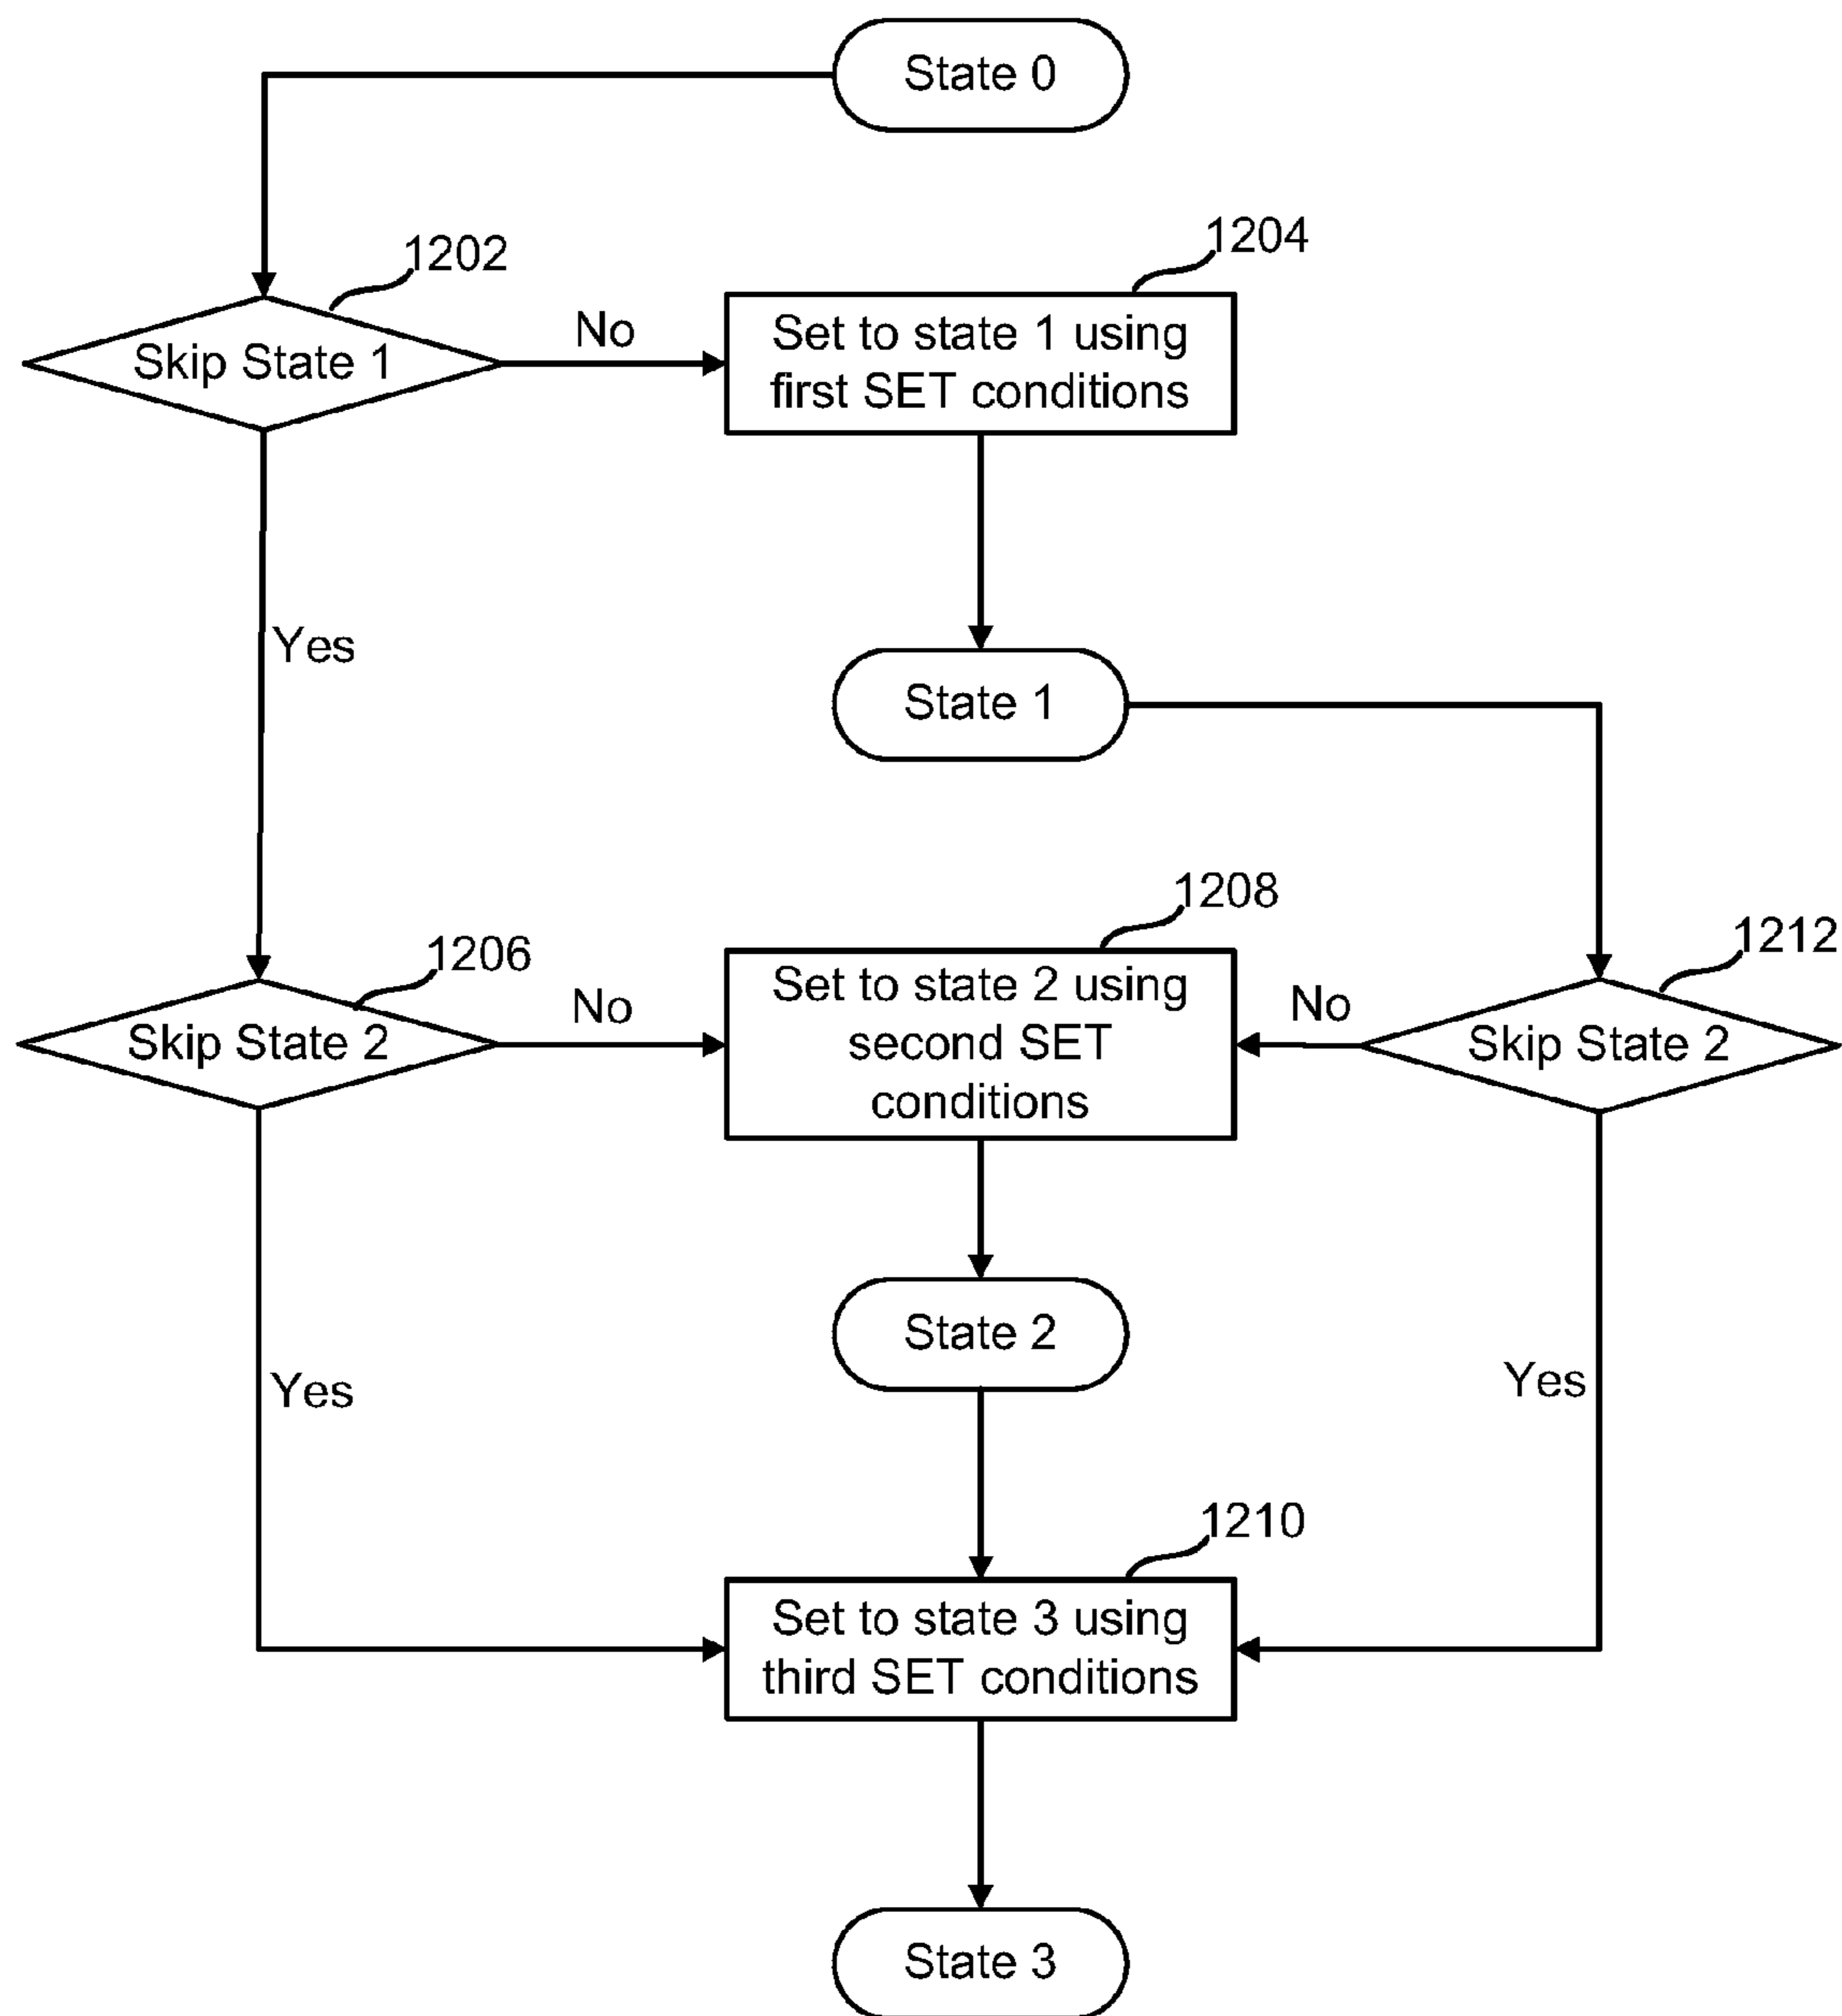 State 0
1202
1204
Skip State 1
No
Set to state 1 using
first SET conditions
Yes
State 1
1206
1208
1212
Skip State 2
No
Set to state 2 using
second SET
conditions
No
Skip State 2
State 2
Yes
Yes
1210
Set to state 3 using
third SET conditions
State 3